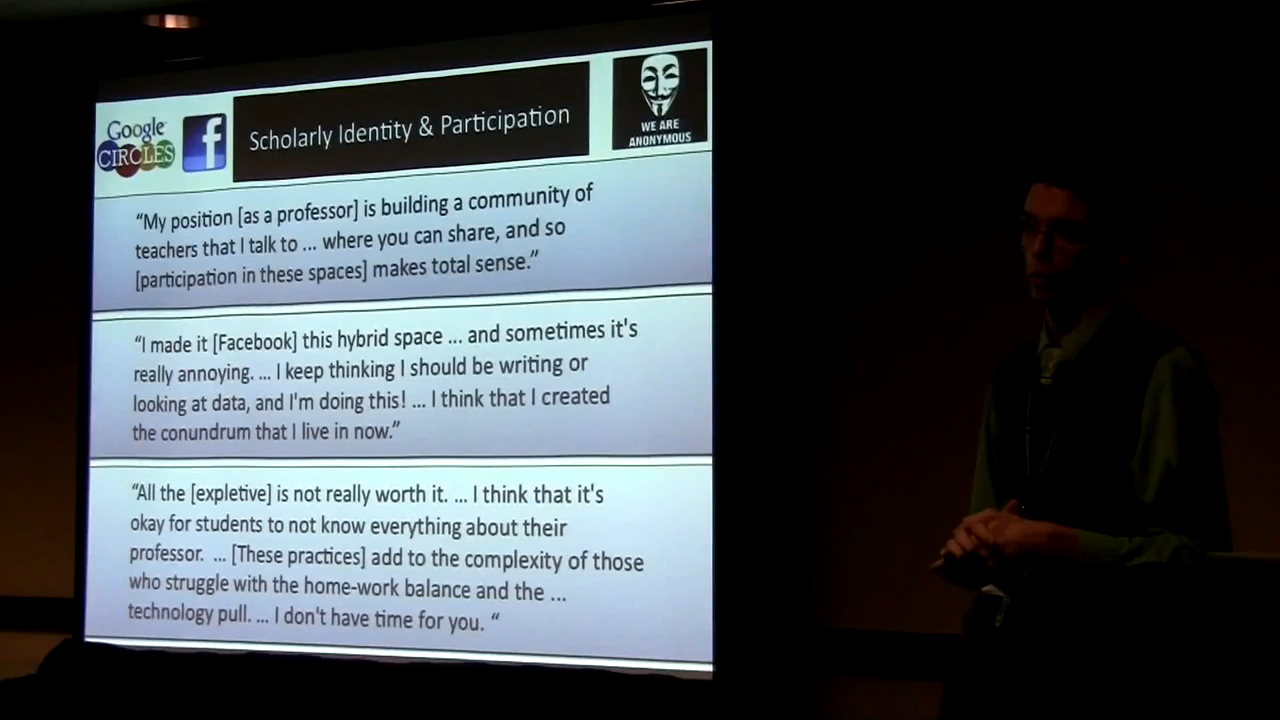 Google
CIRCLES
f
Scholarly Identity & Participation
WE ARE
ANONYMOUS
“My position [as a professor] is building a community of
teachers that I talk to ... where you can share, and so
[participation in these spaces] makes total sense.”
“I made it [Facebook] this hybrid space ... and sometimes it's
really annoying. ... I keep thinking I should be writing or
looking at data, and I'm doing this! ... I think that I created
the conundrum that I live in now.”
“All the [expletive] is not really worth it. ... I think that it's
okay for students to not know everything about their
professor. ... [These practices] add to the complexity of those
who struggle with the home-work balance and the ...
technology pull. ... I don't have time for you. “